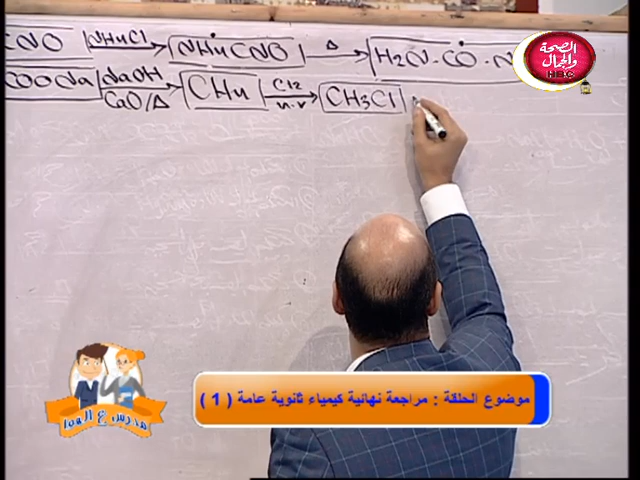 CNO NH4Cl NH4CNO Δ H2N.CO.N
COONa NaOH CaO/Δ CH4 Cl2 u.v CH3Cl
الصحة
والجمال
HBC
موضوع الحلقة : مراجعة نهائية كيمياء ثانوية عامة ( 1 )
مدرس ع الهوا